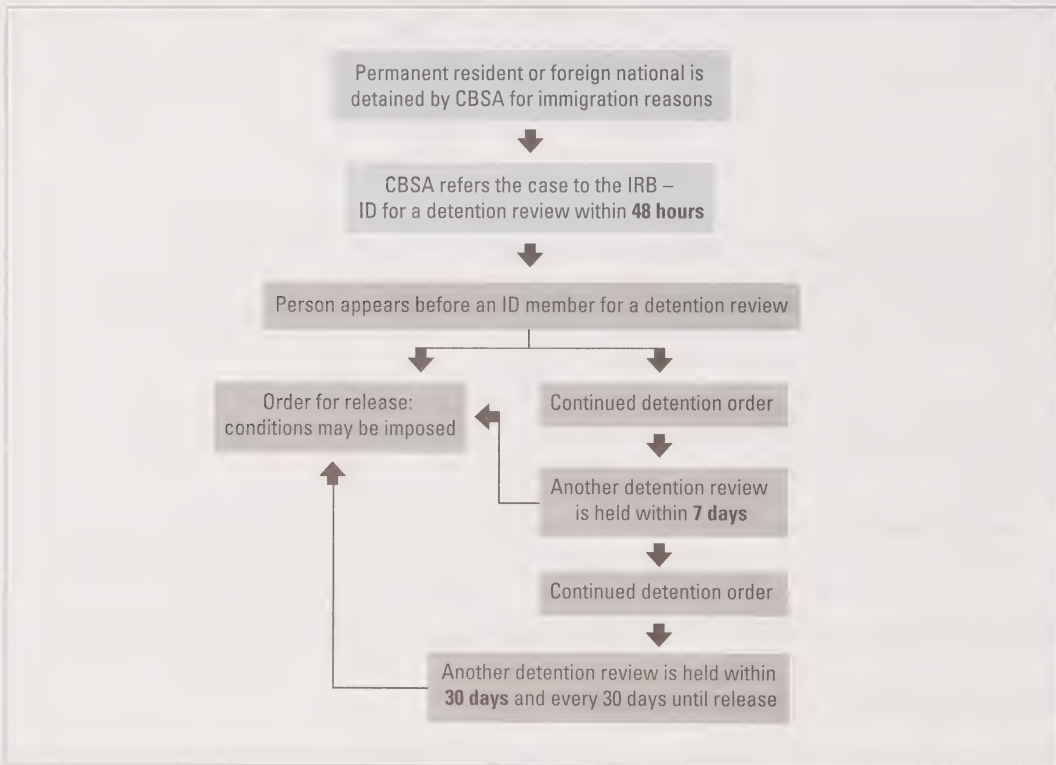 Permanent resident or foreign national is
detained by CBSA for immigration reasons
CBSA refers the case to the IRB –
ID for a detention review within 48 hours
Person appears before an ID member for a detention review
Order for release:
conditions may be imposed
Continued detention order
Another detention review
is held within 7 days
Continued detention order
Another detention review is held within
30 days and every 30 days until release